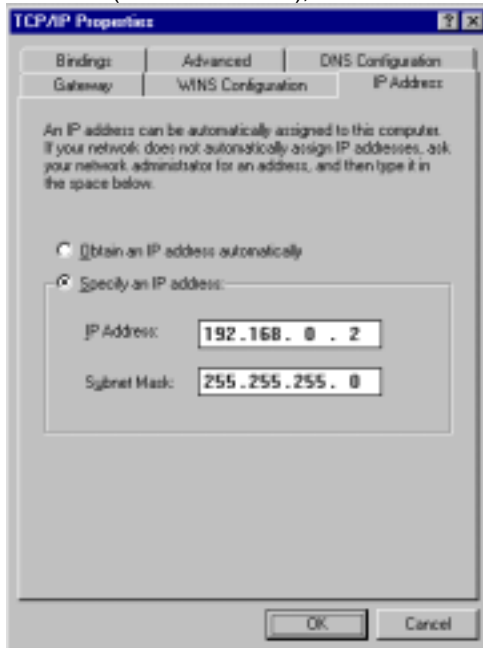 TCP/IP Properties
Bindings Advanced DNS Configuration
Gateway WINS Configuration IP Address
An IP address can be automatically assigned to this computer.
If your network does not automatically assign IP addresses, ask
your network administrator for an address, and then type it in
the space below.
Obtain an IP address automatically
Specify an IP address:
IP Address: 192.168. 0 . 2
Subnet Mask: 255.255.255. 0
OK Cancel